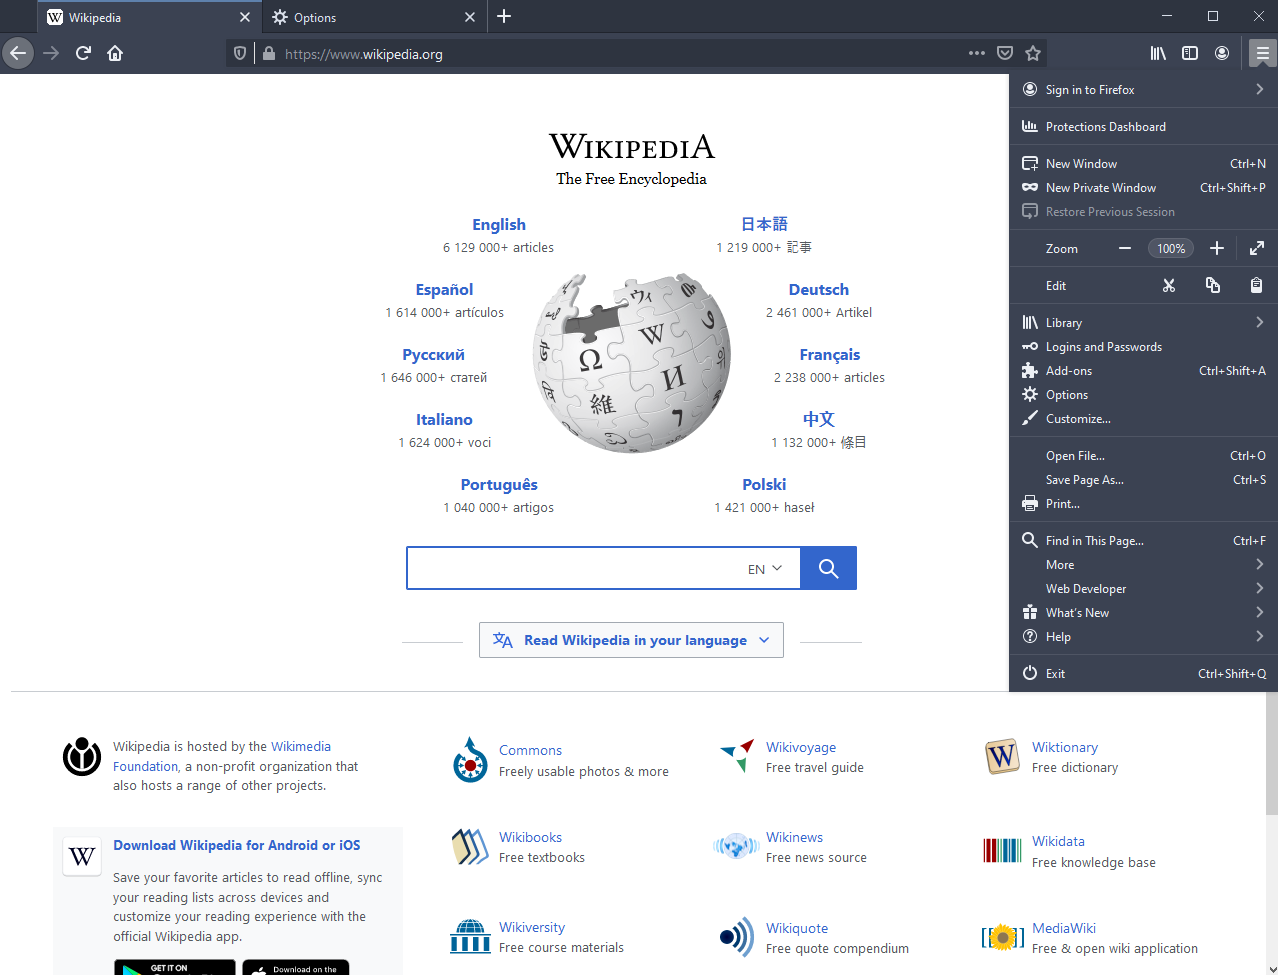 Wikipedia
Options
https://www.wikipedia.org
Sign in to Firefox
Protections Dashboard
New Window Ctrl+N
New Private Window Ctrl+Shift+P
Restore Previous Session
Zoom 100%
Edit
Library
Logins and Passwords
Add-ons Ctrl+Shift+A
Options
Customize...
Open File... Ctrl+O
Save Page As... Ctrl+S
Print...
Find in This Page... Ctrl+F
More
Web Developer
What's New
Help
Exit Ctrl+Shift+Q
WIKIPEDIA
The Free Encyclopedia
English
6 129 000+ articles
日本語
1 219 000+ 記事
Español
1 614 000+ artículos
Deutsch
2 461 000+ Artikel
Русский
1 646 000+ статей
Français
2 238 000+ articles
Italiano
1 624 000+ voci
中文
1 132 000+ 條目
Português
1 040 000+ artigos
Polski
1 421 000+ haseł
Ω
W
И
維
EN
Read Wikipedia in your language
Wikipedia is hosted by the Wikimedia
Foundation, a non-profit organization that
also hosts a range of other projects.
W
Download Wikipedia for Android or iOS
Save your favorite articles to read offline, sync
your reading lists across devices and
customize your reading experience with the
official Wikipedia app.
GET IT ON
Download on the
Commons
Freely usable photos & more
Wikivoyage
Free travel guide
W
Wiktionary
Free dictionary
Wikibooks
Free textbooks
Wikinews
Free news source
Wikidata
Free knowledge base
Wikiversity
Free course materials
Wikiquote
Free quote compendium
MediaWiki
Free & open wiki application